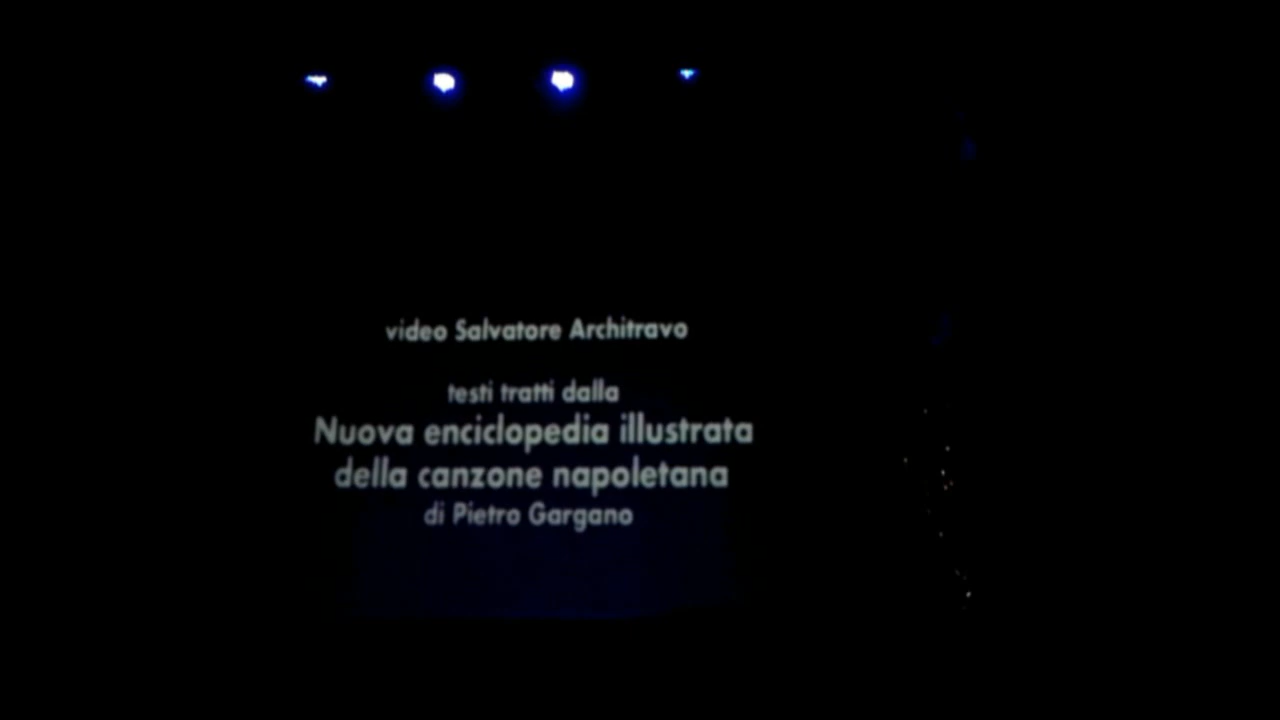 video Salvatore Architravo
testi tratti dalla
Nuova enciclopedia illustrata
della canzone napoletana
di Pietro Gargano